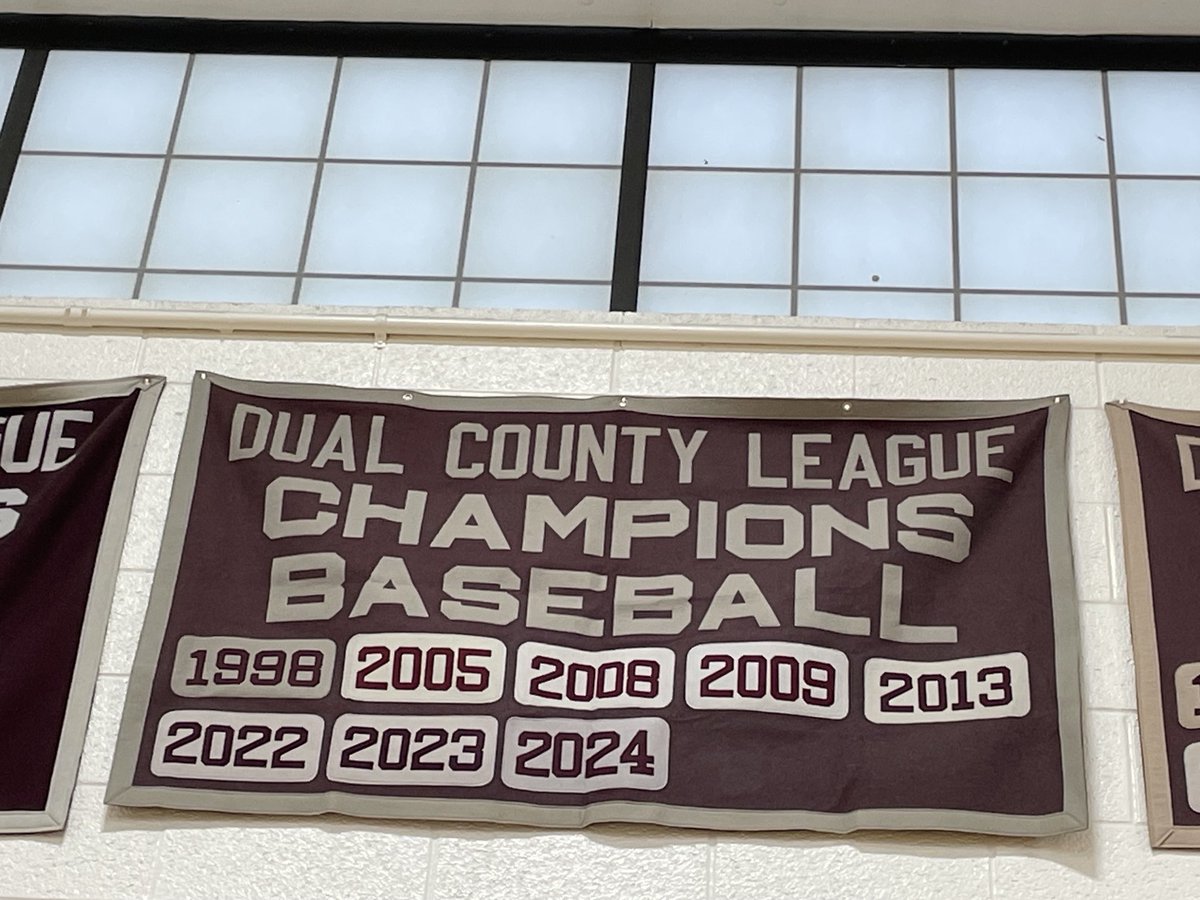 DUAL COUNTY LEAGUE
CHAMPIONS
BASEBALL
1998 2005 2008 2009 2013
2022 2023 2024